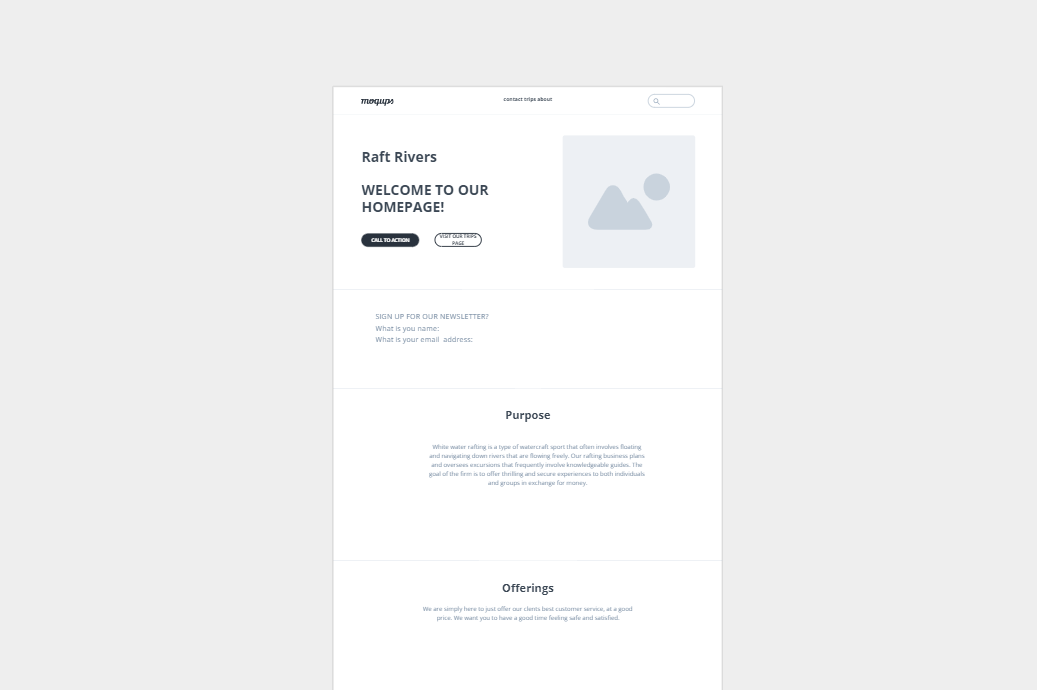 moqups
contact trips about
Raft Rivers
WELCOME TO OUR
HOMEPAGE!
CALL TO ACTION
VISIT OUR TRIPS
PAGE
SIGN UP FOR OUR NEWSLETTER?
What is you name:
What is your email  address:
Purpose
White water rafting is a type of watercraft sport that often involves floating
and navigating down rivers that are flowing freely. Our rafting business plans
and oversees excursions that frequently involve knowledgeable guides. The
goal of the firm is to offer thrilling and secure experiences to both individuals
and groups in exchange for money.
Offerings
We are simply here to just offer our clients best customer service, at a good
price. We want you to have a good time feeling safe and satisfied.